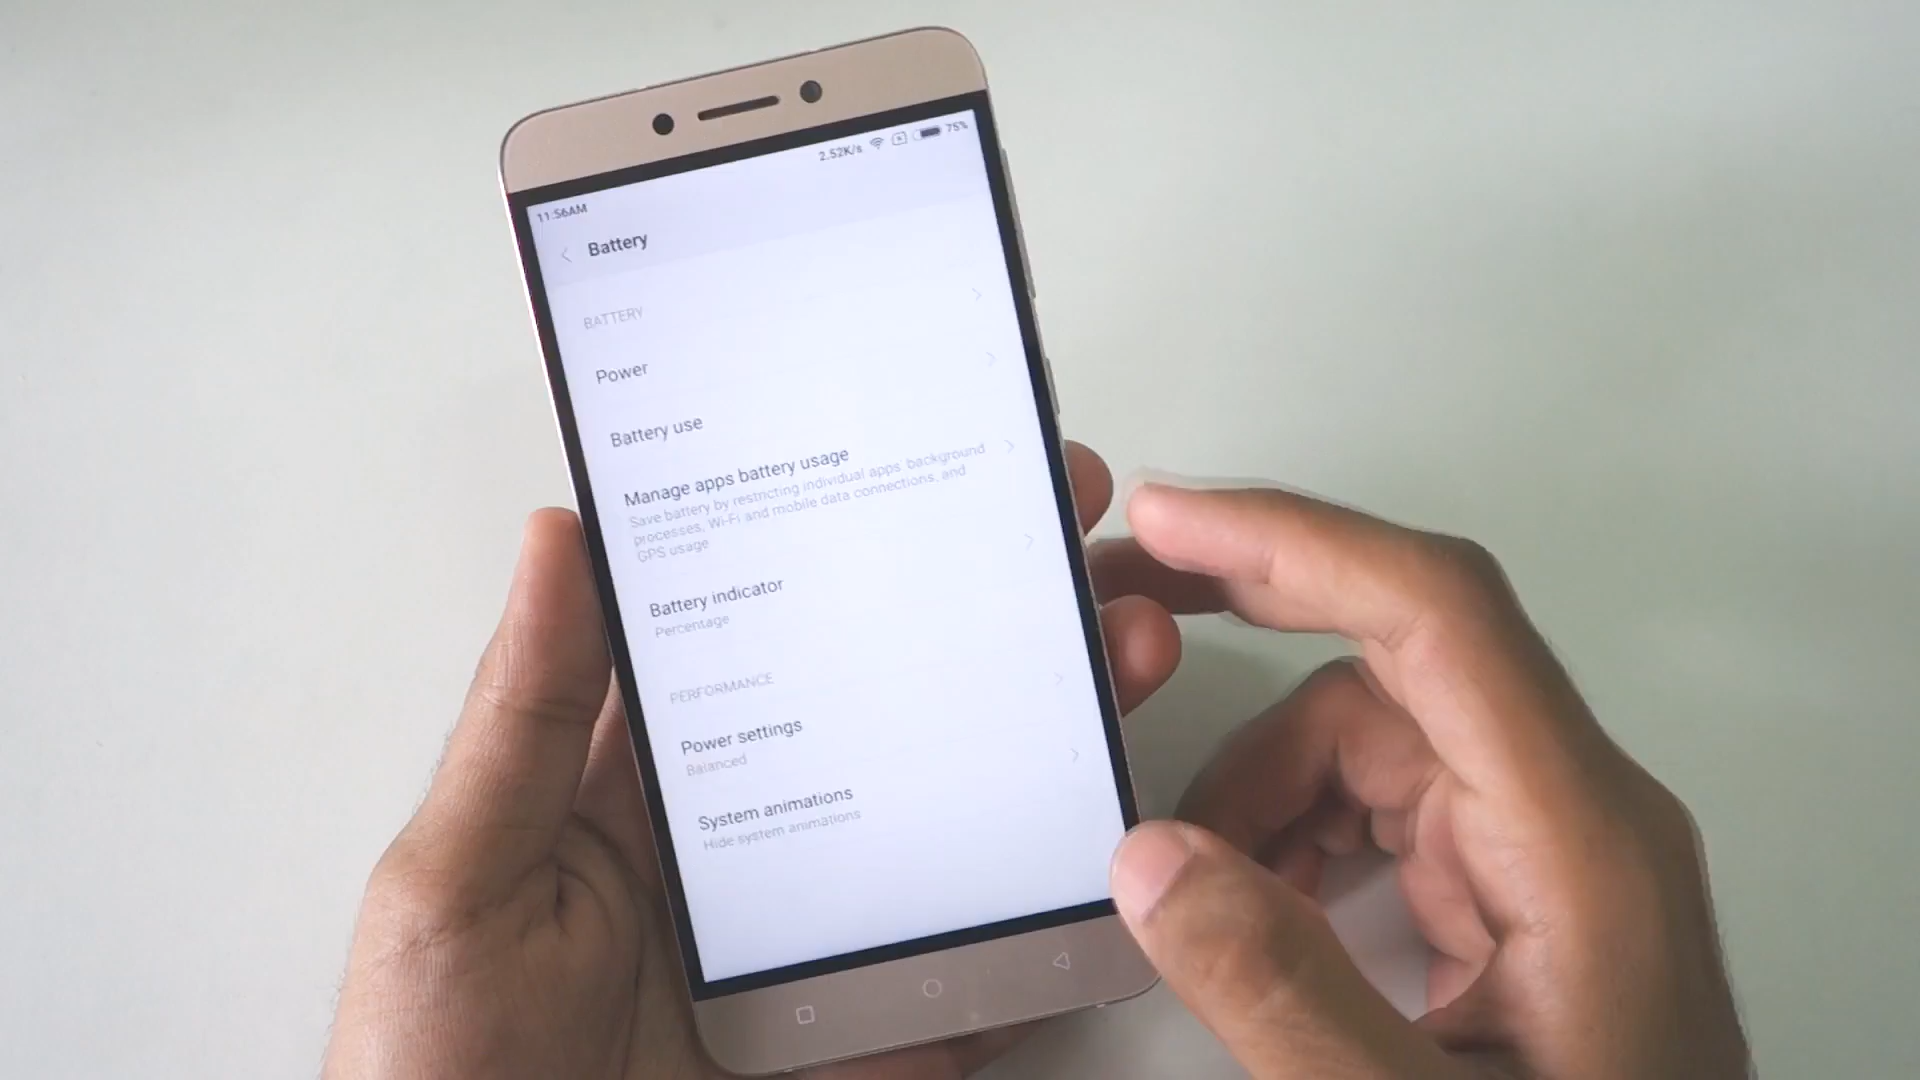 2.52K/s 75%
11:56AM
Battery
BATTERY
Power
Battery use
Manage apps battery usage
Save battery by restricting individual apps' background
processes, Wi-Fi and mobile data connections, and
GPS usage
Battery indicator
Percentage
PERFORMANCE
Power settings
Balanced
System animations
Hide system animations